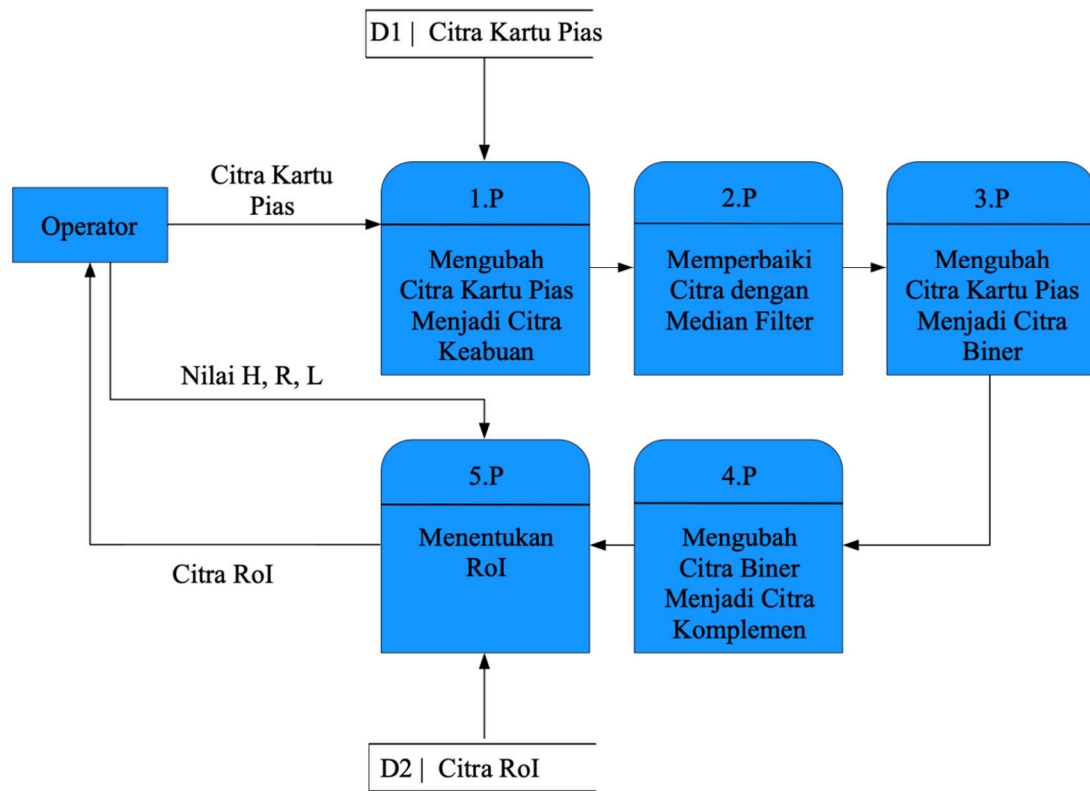 D1 | Citra Kartu Pias
Citra Kartu
Pias
Operator
1.P
Mengubah
Citra Kartu Pias
Menjadi Citra
Keabuan
2.P
Memperbaiki
Citra dengan
Median Filter
3.P
Mengubah
Citra Kartu Pias
Menjadi Citra
Biner
Nilai H, R, L
5.P
Menentukan
RoI
4.P
Mengubah
Citra Biner
Menjadi Citra
Komplemen
Citra RoI
D2 | Citra RoI